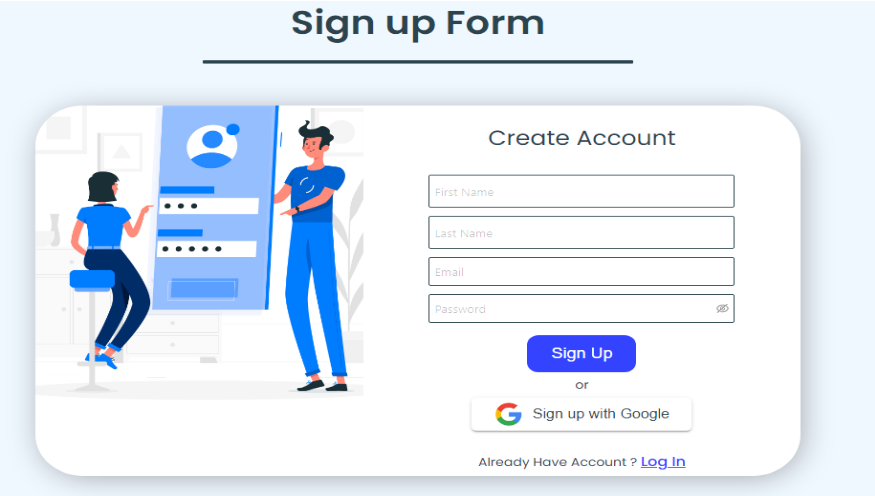 Sign up Form
Create Account
First Name
Last Name
Email
Password
Sign Up
or
Sign up with Google
Already Have Account ? Log In